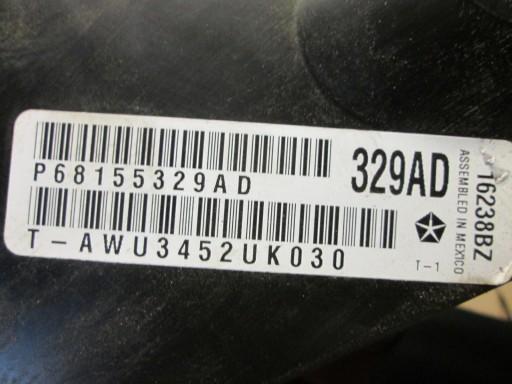 P68155329AD
329AD
T-AWU3452UK030
T-1
ASSEMBLED IN MEXICO
16238BZ